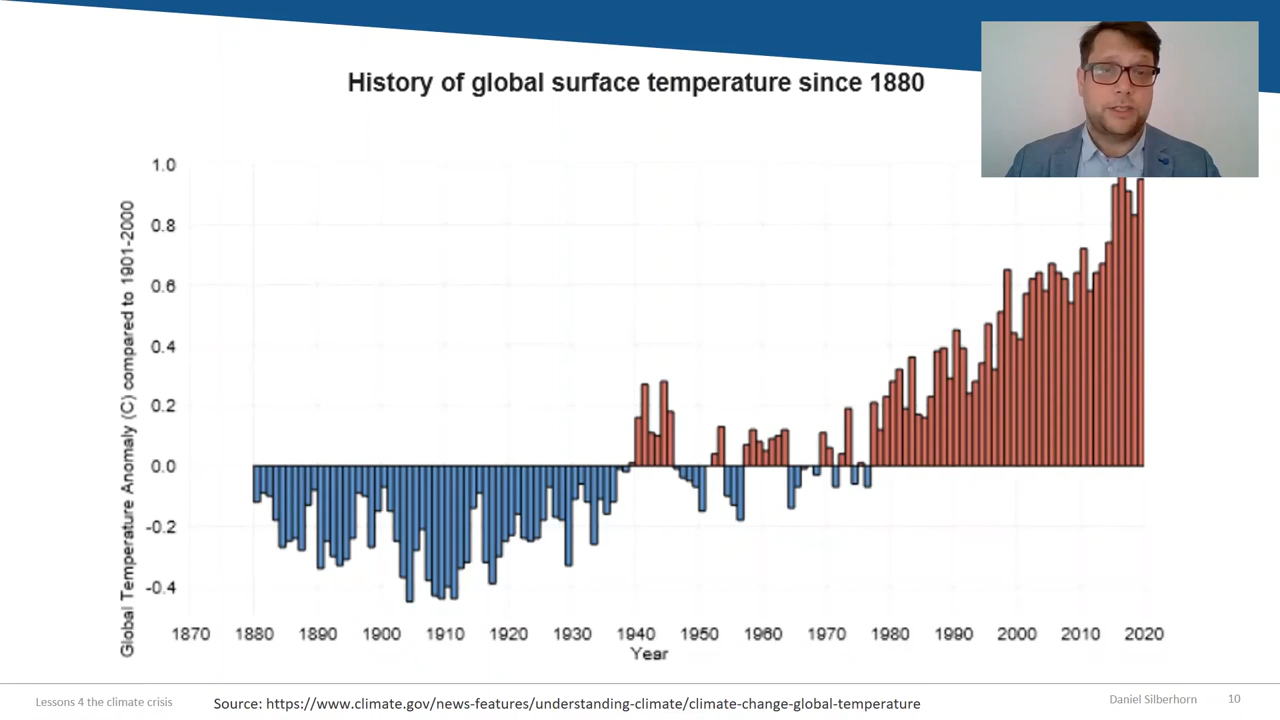 History of global surface temperature since 1880
Global Temperature Anomaly (C) compared to 1901-2000
1.0
0.8
0.6
0.4
0.2
0.0
-0.2
-0.4
1870 1880 1890 1900 1910 1920 1930 1940 1950 1960 1970 1980 1990 2000 2010 2020
Year
Lessons 4 the climate crisis
Source: https://www.climate.gov/news-features/understanding-climate/climate-change-global-temperature
Daniel Silberhorn
10